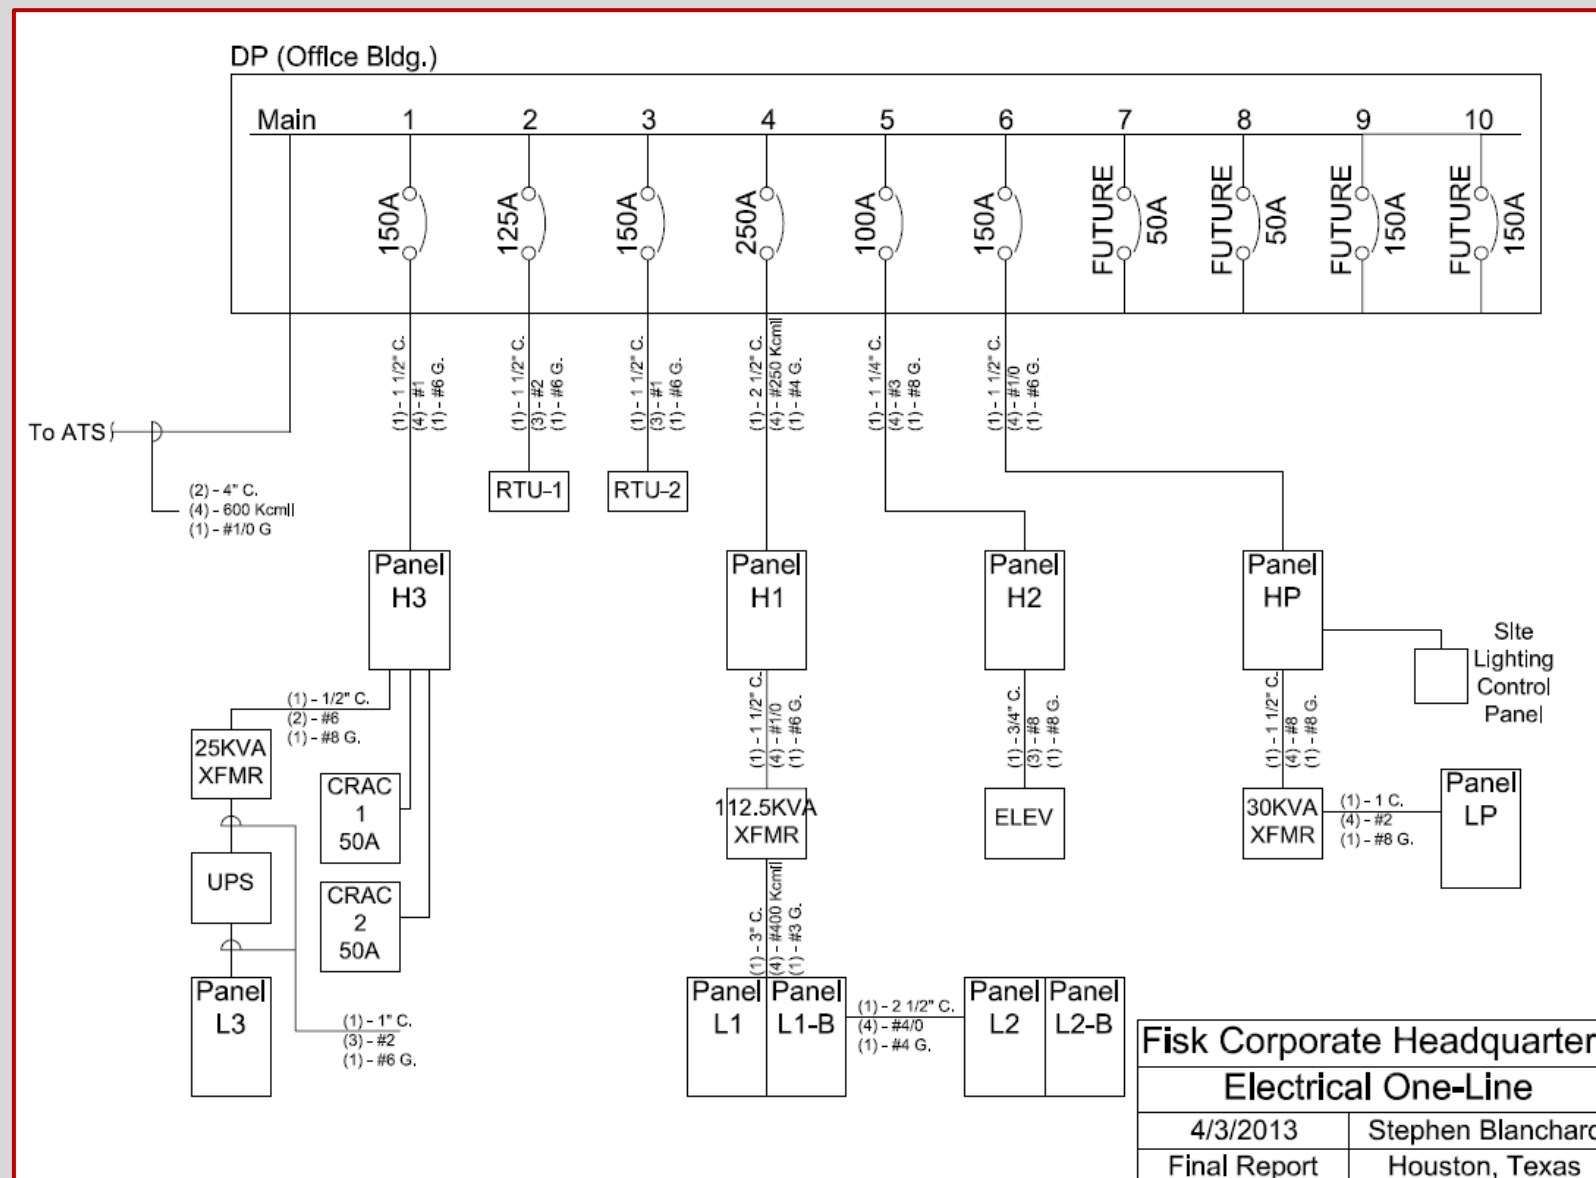 DP (Office Bldg.)
Main 1 2 3 4 5 6 7 8 9 10
150A
125A
150A
250A
100A
150A
FUTURE
50A
FUTURE
50A
FUTURE
150A
FUTURE
150A
(1) - 1 1/2" C.
(4) - #1
(1) - #6 G.
(1) - 1 1/2" C.
(3) - #2
(1) - #6 G.
(1) - 1 1/2" C.
(3) - #1
(1) - #6 G.
(1) - 2 1/2" C.
(4) - #250 Kcmil
(1) - #4 G.
(1) - 1 1/4" C.
(4) - #3
(1) - #8 G.
(1) - 1 1/2" C.
(4) - #1/0
(1) - #6 G.
To ATS
(2) - 4" C.
(4) - 600 Kcmil
(1) - #1/0 G
RTU-1
RTU-2
Panel
H3
Panel
H1
Panel
H2
Panel
HP
Site
Lighting
Control
Panel
(1) - 1/2" C.
(2) - #6
(1) - #8 G.
(1) - 1 1/2" C.
(4) - #1/0
(1) - #6 G.
(1) - 3/4" C.
(3) - #8
(1) - #8 G.
(1) - 1 1/2" C.
(4) - #8
(1) - #8 G.
25KVA
XFMR
CRAC
1
50A
112.5KVA
XFMR
ELEV
30KVA
XFMR
(1) - 1 C.
(4) - #2
(1) - #8 G.
Panel
LP
UPS
CRAC
2
50A
(1) - 3" C.
(4) - #400 Kcmil
(1) - #3 G.
Panel
L3
(1) - 1" C.
(3) - #2
(1) - #6 G.
Panel
L1
Panel
L1-B
(1) - 2 1/2" C.
(4) - #4/0
(1) - #4 G.
Panel
L2
Panel
L2-B
Fisk Corporate Headquarter
Electrical One-Line
4/3/2013 Stephen Blanchard
Final Report Houston, Texas